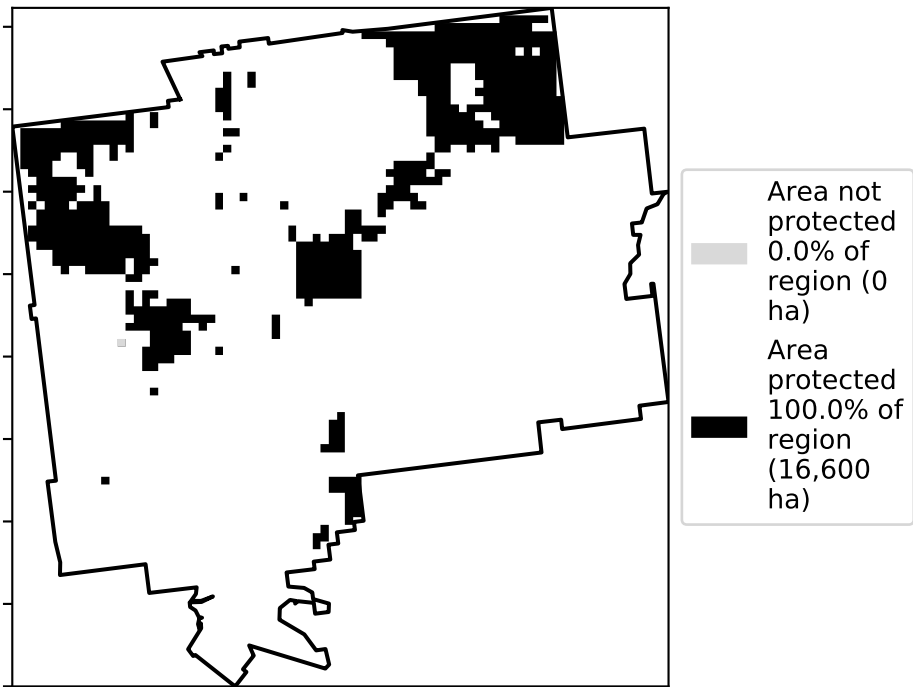 Area not
protected
0.0% of
region (0
ha)
Area
protected
100.0% of
region
(16,600
ha)